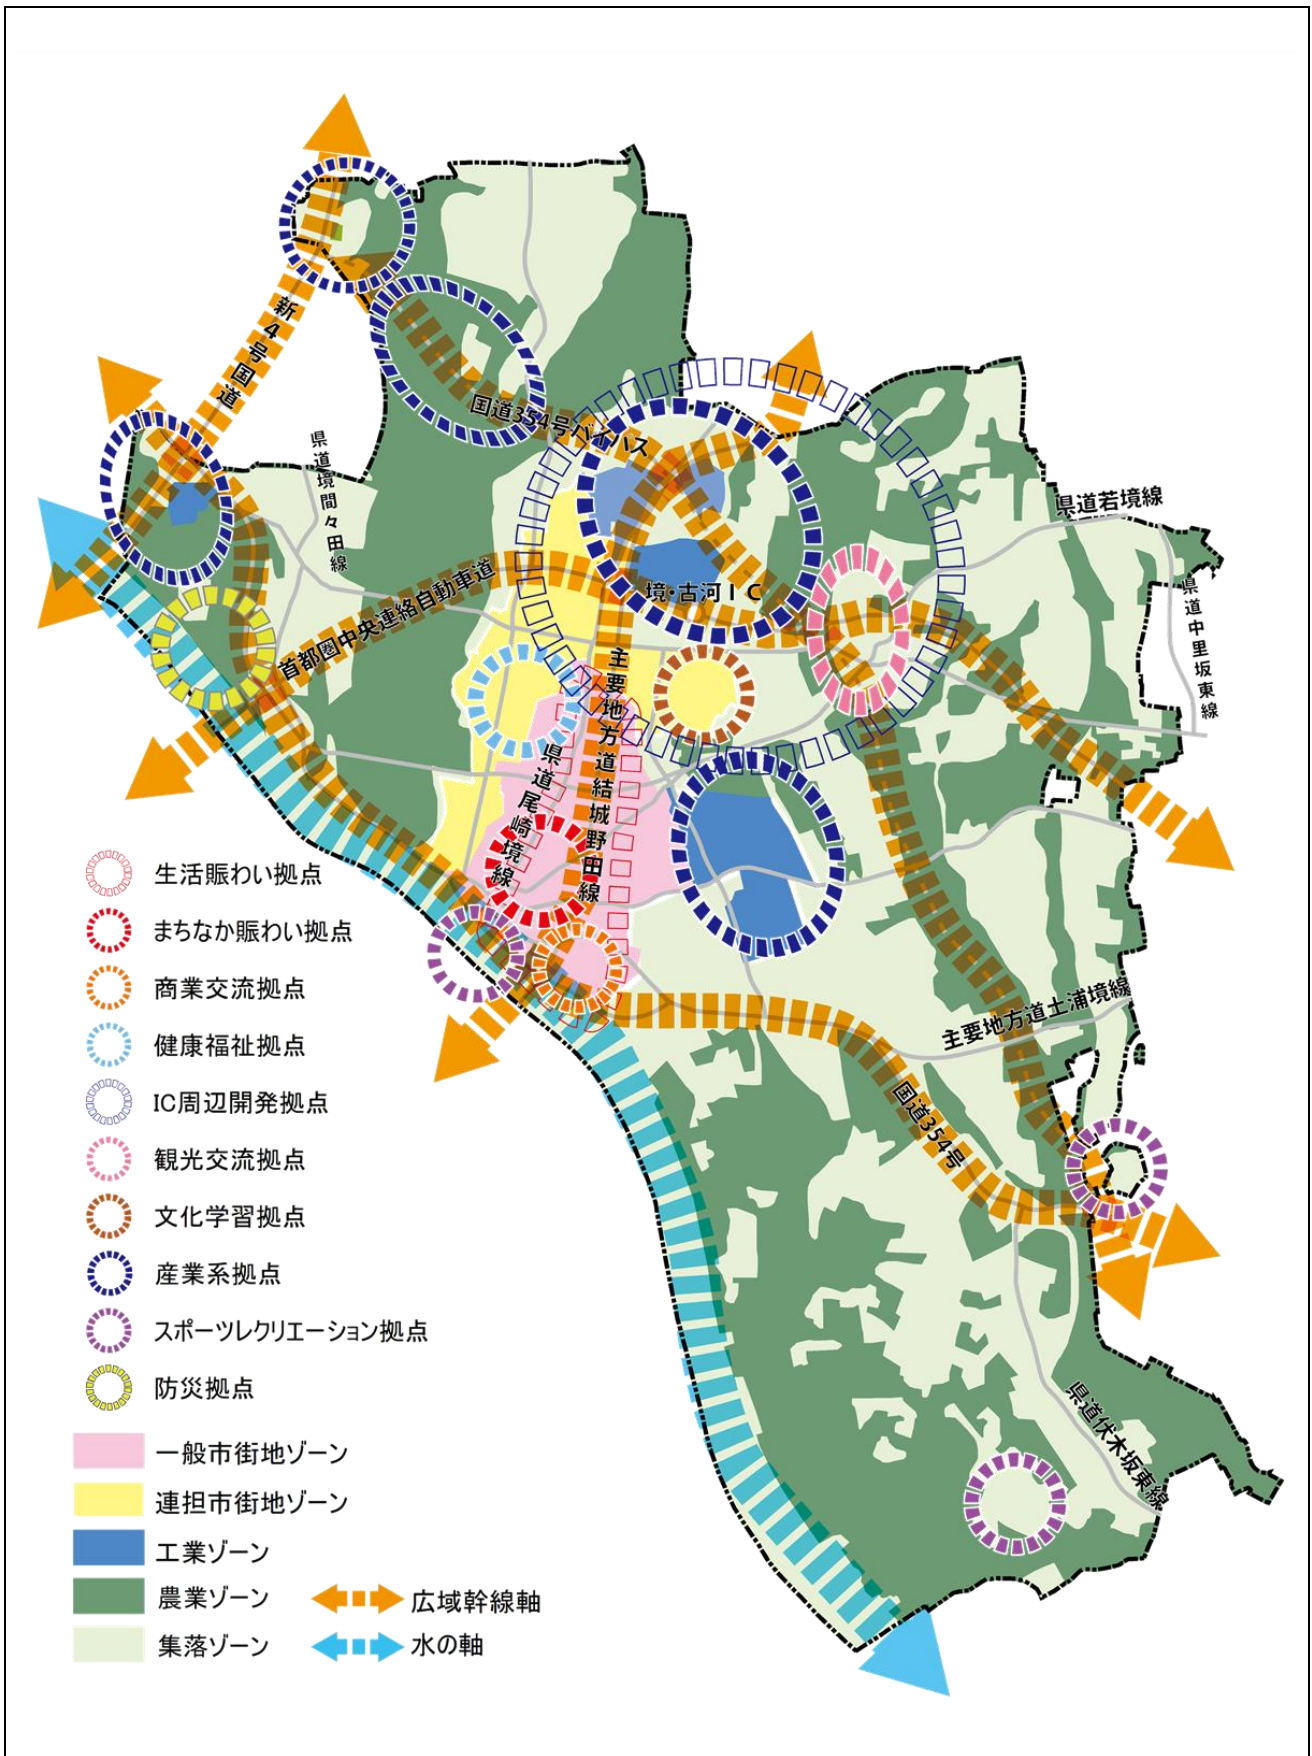 新4号国道
国道354号バイパス
県道境間々田線
県道若境線
県道中里坂東線
首都圏中央連絡自動車道
境・古河IC
主要地方道結城野田線
県道尾崎境線
主要地方道土浦境線
国道354号
県道伏木坂東線
生活賑わい拠点
まちなか賑わい拠点
商業交流拠点
健康福祉拠点
IC周辺開発拠点
観光交流拠点
文化学習拠点
産業系拠点
スポーツレクリエーション拠点
防災拠点
一般市街地ゾーン
連担市街地ゾーン
工業ゾーン
農業ゾーン
集落ゾーン
広域幹線軸
水の軸